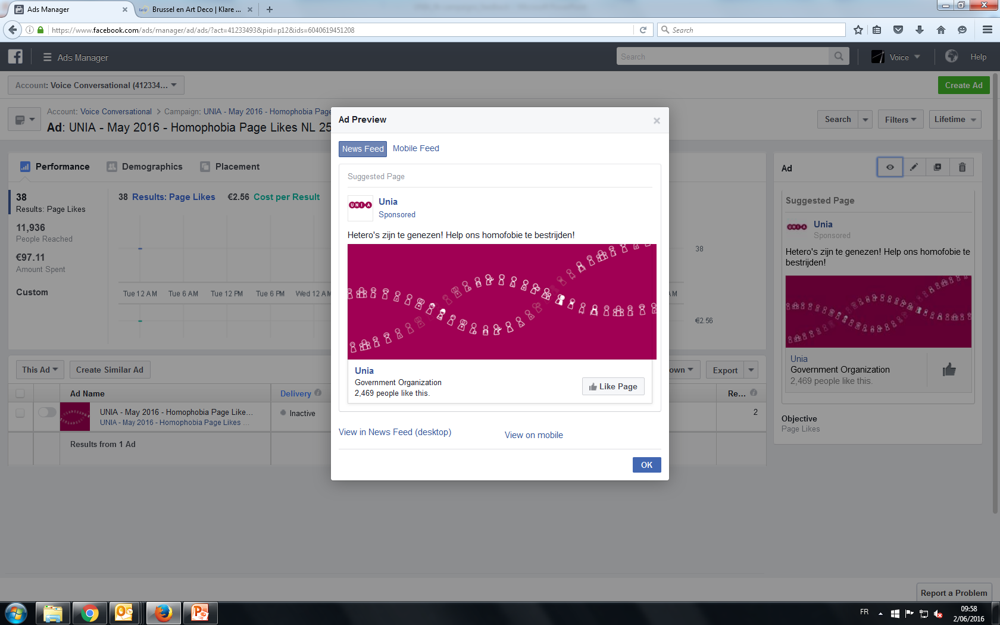 Ads Manager
Brussel en Art Deco | Klare ...
https://www.facebook.com/ads/manager/ad/ads/?act=41233493&pid=p12&ids=6040619451208
Search
Ads Manager
Search
Voice
Help
Account: Voice Conversational (412334...
Create Ad
Account: Voice Conversational > Campaign: UNIA - May 2016 - Homophobia Page
Ad: UNIA - May 2016 - Homophobia Page Likes NL 25
Search
Filters
Lifetime
Performance
Demographics
Placement
38
Results: Page Likes
11,936
People Reached
€97.11
Amount Spent
Custom
38 Results: Page Likes €2.56 Cost per Result
38
Tue 12 AM Tue 6 AM Tue 12 PM Tue 6 PM Wed 12 AM
AM
€2.56
This Ad
Create Similar Ad
own
Export
Ad Name
Delivery
Re...
UNIA - May 2016 - Homophobia Page Like...
UNIA - May 2016 - Homophobia Page Likes ...
Inactive
2
Results from 1 Ad
Ad Preview
News Feed
Mobile Feed
Suggested Page
UNIA
Unia
Sponsored
Hetero's zijn te genezen! Help ons homofobie te bestrijden!
Unia
Government Organization
2,469 people like this.
Like Page
View in News Feed (desktop)
View on mobile
OK
Ad
Suggested Page
UNIA
Unia
Sponsored
Hetero's zijn te genezen! Help ons homofobie te
bestrijden!
Unia
Government Organization
2,469 people like this.
Objective
Page Likes
Report a Problem
FR
09:58
2/06/2016